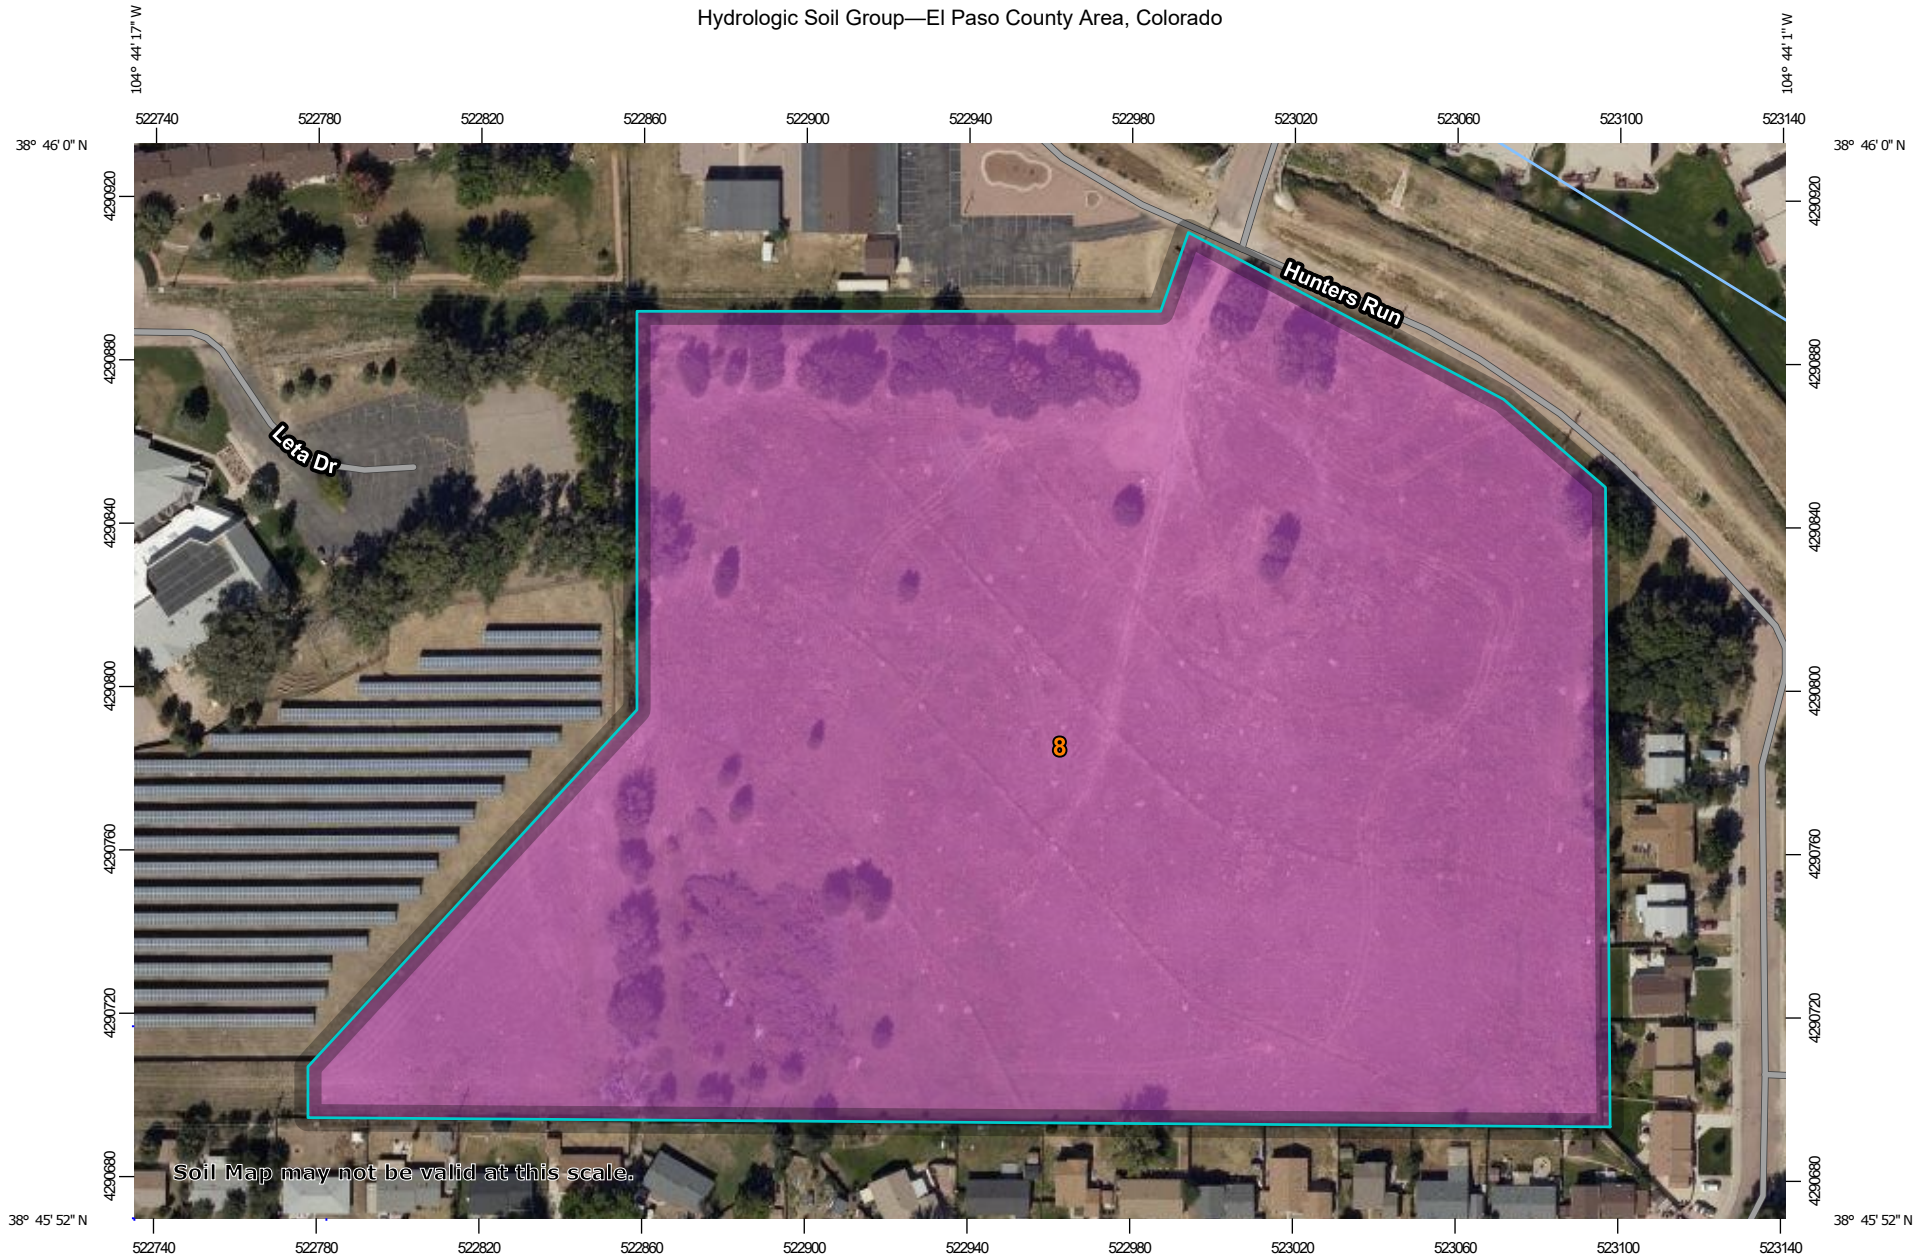 Hydrologic Soil Group—El Paso County Area, Colorado
104° 44' 17" W
104° 44' 1" W
522740 522780 522820 522860 522900 522940 522980 523020 523060 523100 523140
38° 46' 0" N
38° 46' 0" N
4290920
4290920
Hunters Run
4290880
4290880
Leta Dr
4290840
4290840
4290800
4290800
8
4290760
4290760
4290720
4290720
Soil Map may not be valid at this scale.
4290680
4290680
38° 45' 52" N
38° 45' 52" N
522740 522780 522820 522860 522900 522940 522980 523020 523060 523100 523140